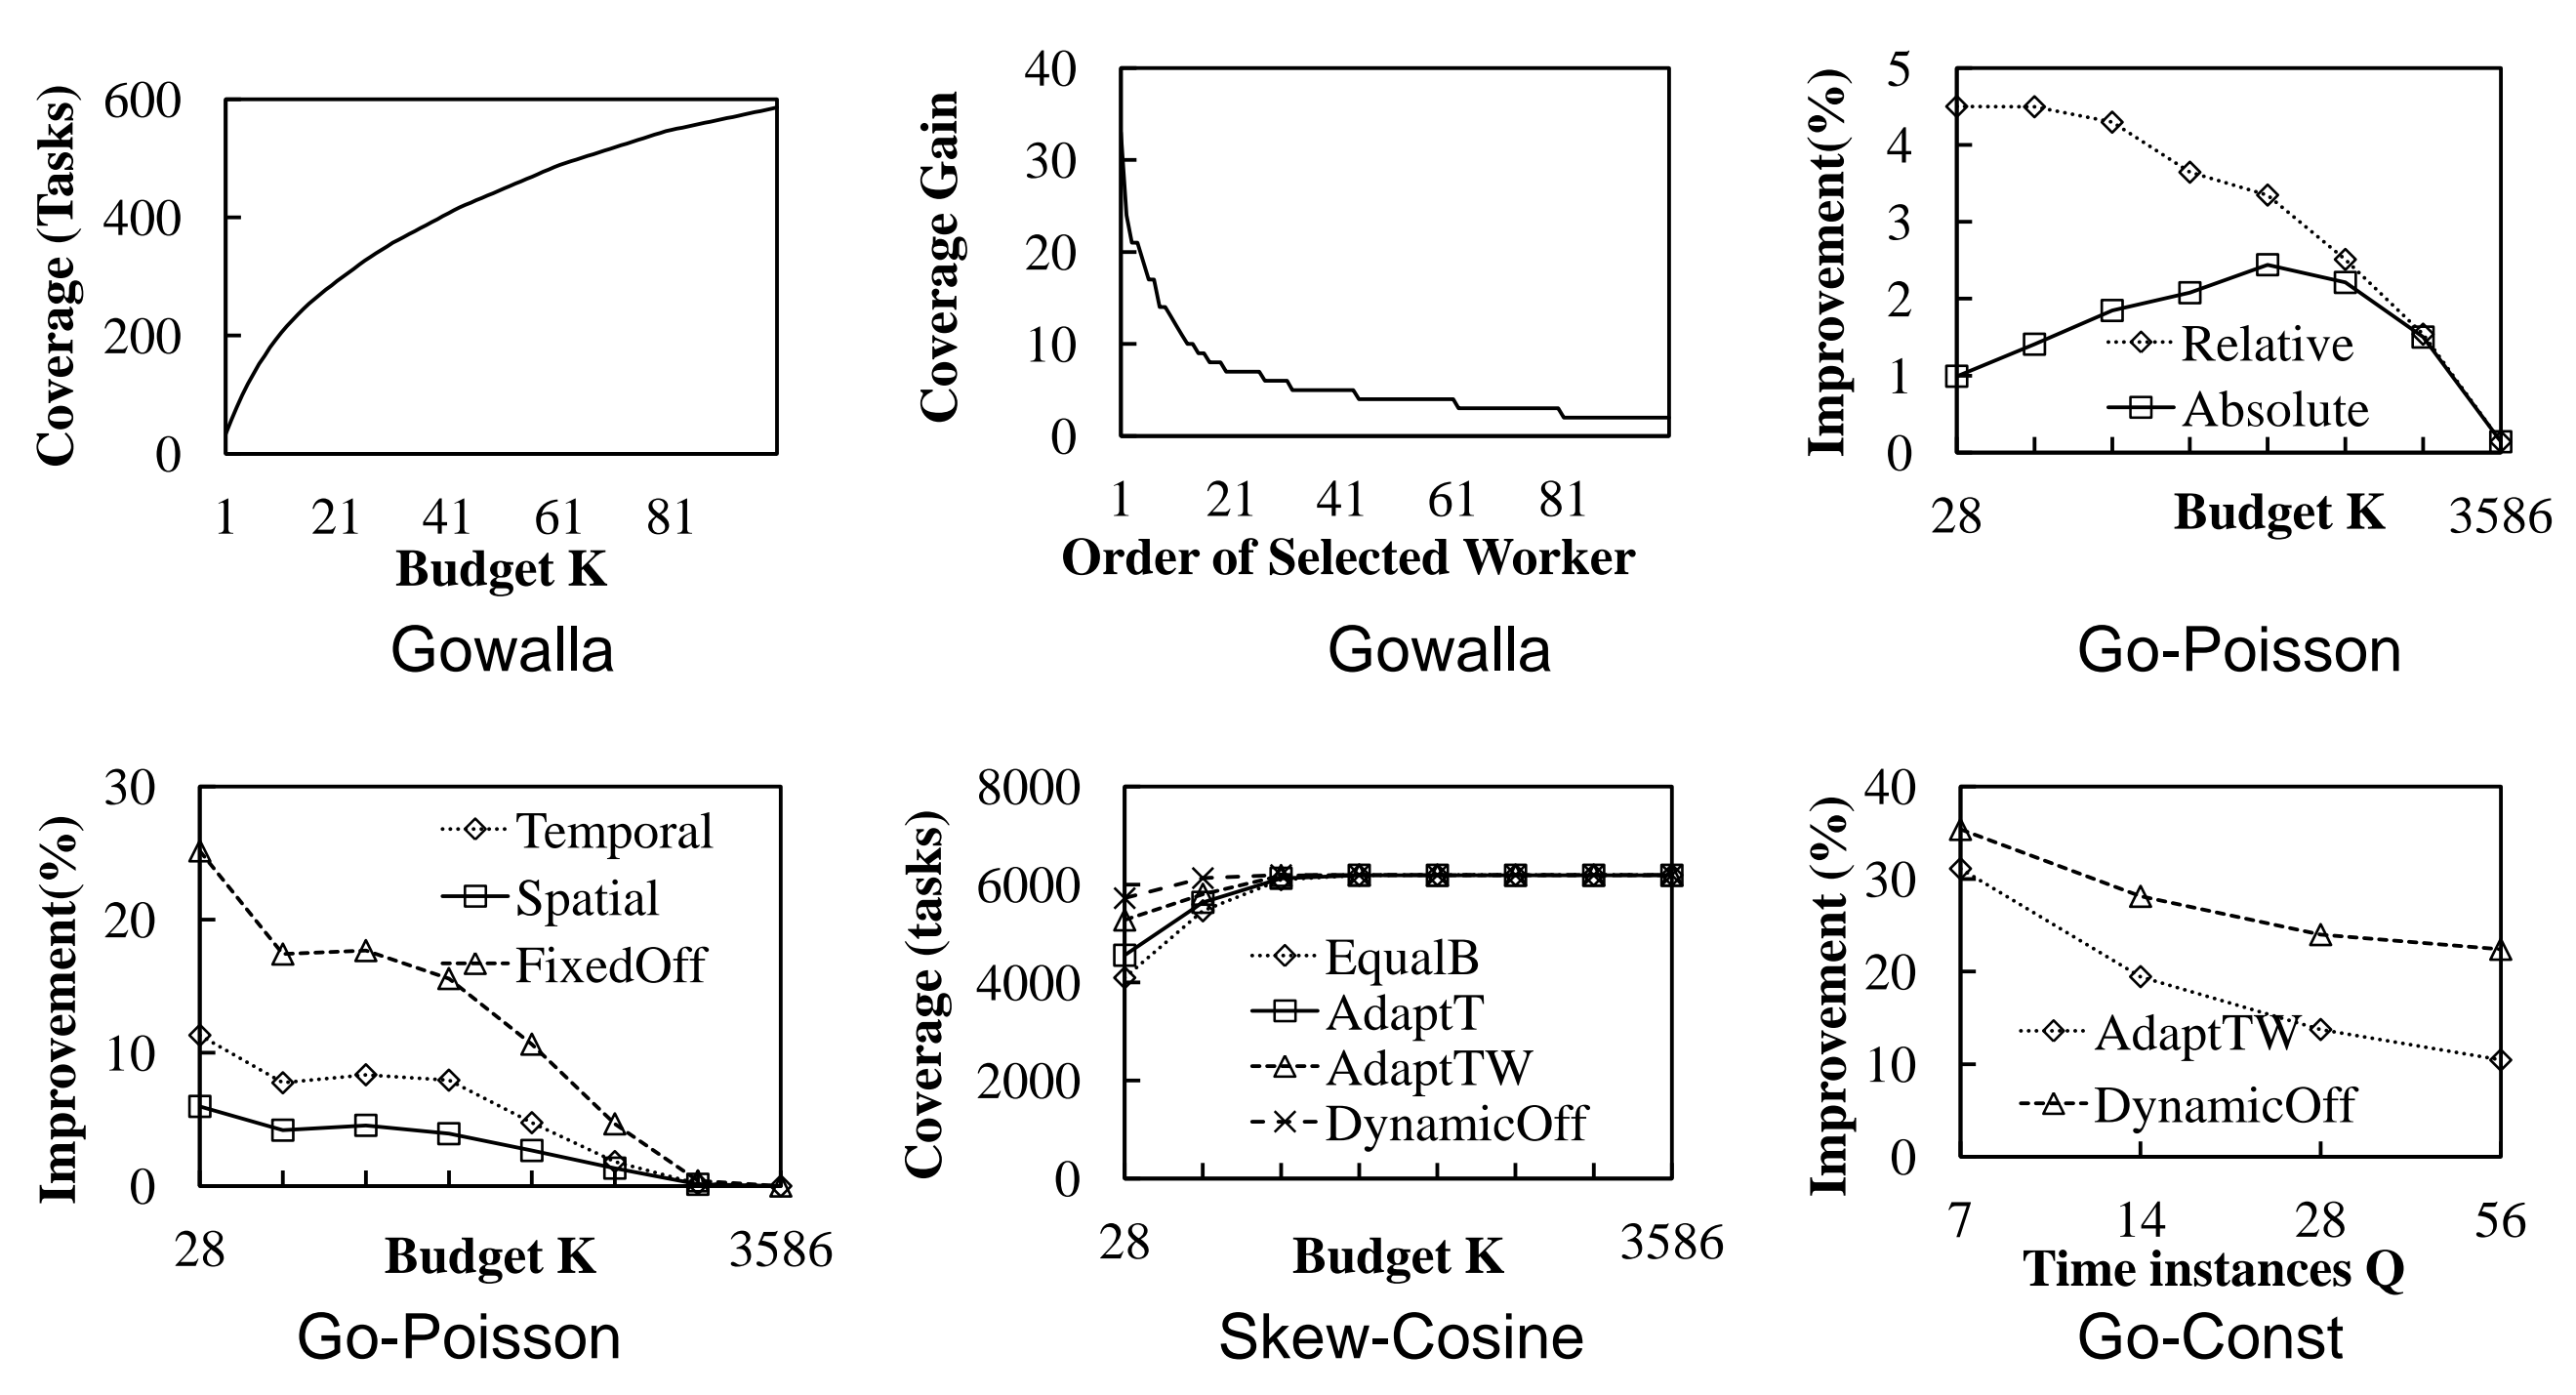 Coverage (Tasks)
600
400
200
0
1 21 41 61 81
Budget K
Gowalla
Coverage Gain
40
30
20
10
0
1 21 41 61 81
Order of Selected Worker
Gowalla
Improvement(%)
5
4
3
2
1
0
Relative
Absolute
28 Budget K 3586
Go-Poisson
Improvement(%)
30
20
10
0
Temporal
Spatial
FixedOff
28 Budget K 3586
Go-Poisson
Coverage (tasks)
8000
6000
4000
2000
0
EqualB
AdaptT
AdaptTW
DynamicOff
28 Budget K 3586
Skew-Cosine
Improvement (%)
40
30
20
10
0
AdaptTW
DynamicOff
7 14 28 56
Time instances Q
Go-Const